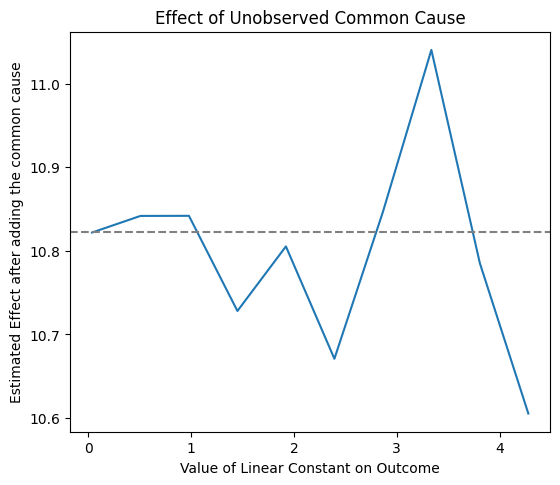 Effect of Unobserved Common Cause
Estimated Effect after adding the common cause
11.0
10.9
10.8
10.7
10.6
0 1 2 3 4
Value of Linear Constant on Outcome